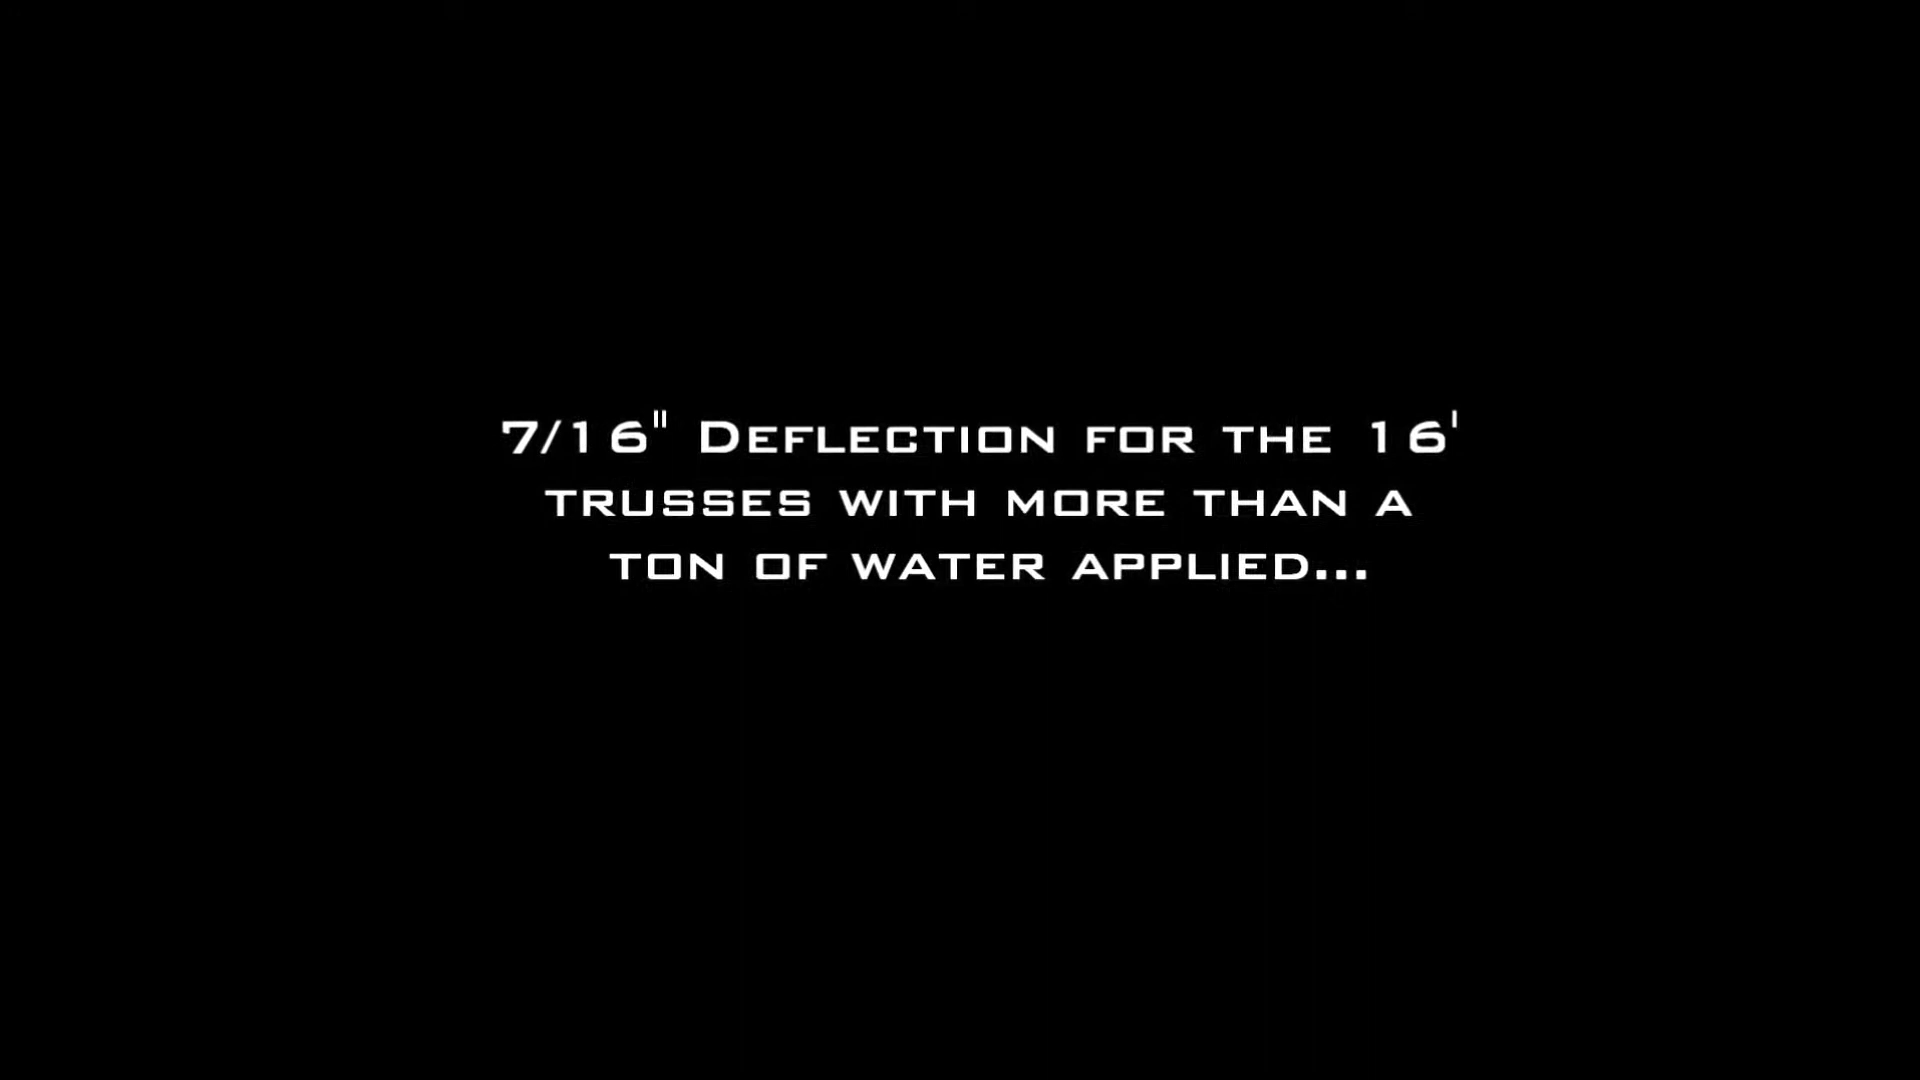 7/16" Deflection for the 16'
trusses with more than a
ton of water applied...